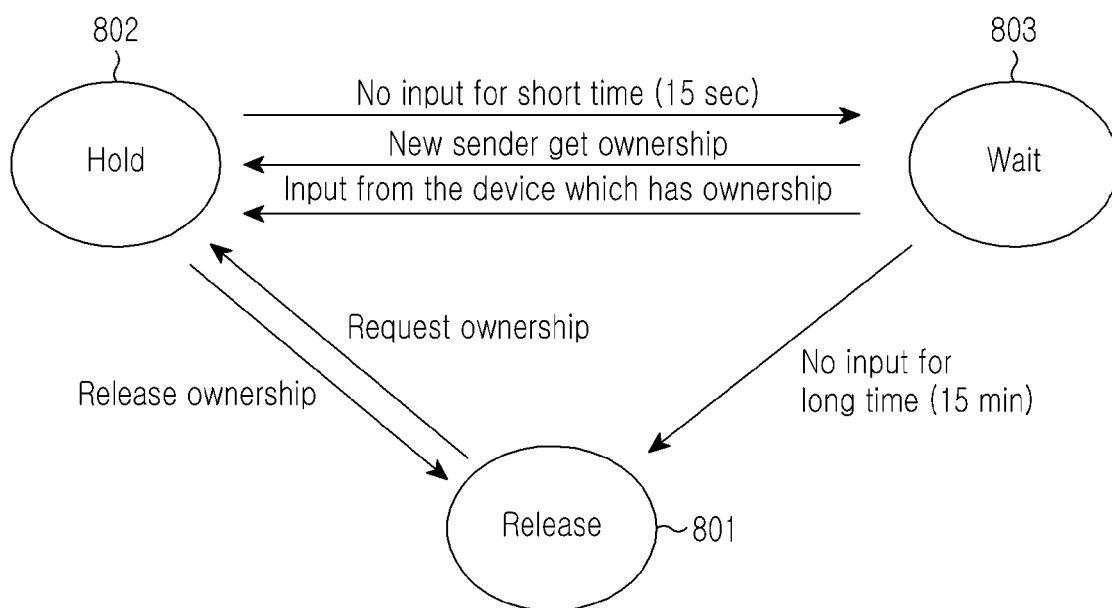 802
803
No input for short time (15 sec)
Hold
New sender get ownership
Wait
Input from the device which has ownership
Request ownership
Release ownership
No input for
long time (15 min)
Release
801